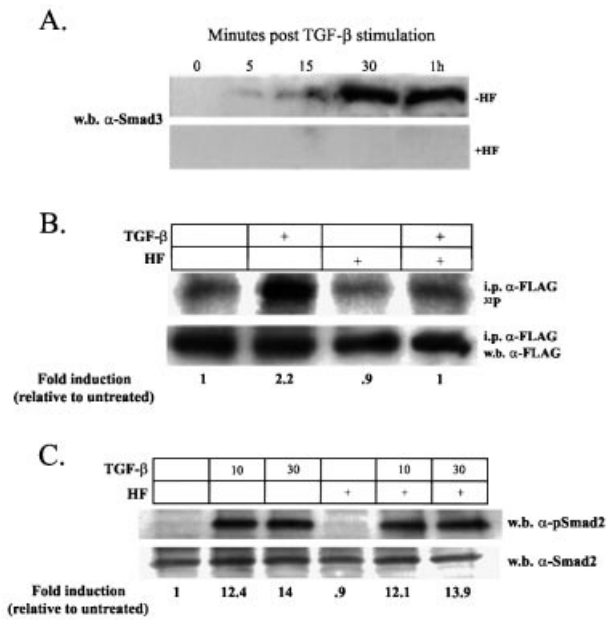 A.
Minutes post TGF-β stimulation
0 5 15 30 1h
-HF
w.b. α-Smad3
+HF
B.
TGF-β + +
HF + +
i.p. α-FLAG
³²P
i.p. α-FLAG
w.b. α-FLAG
Fold induction 1 2.2 .9 1
(relative to untreated)
C.
TGF-β 10 30 10 30
HF + + +
w.b. α-pSmad2
w.b. α-Smad2
Fold induction 1 12.4 14 .9 12.1 13.9
(relative to untreated)